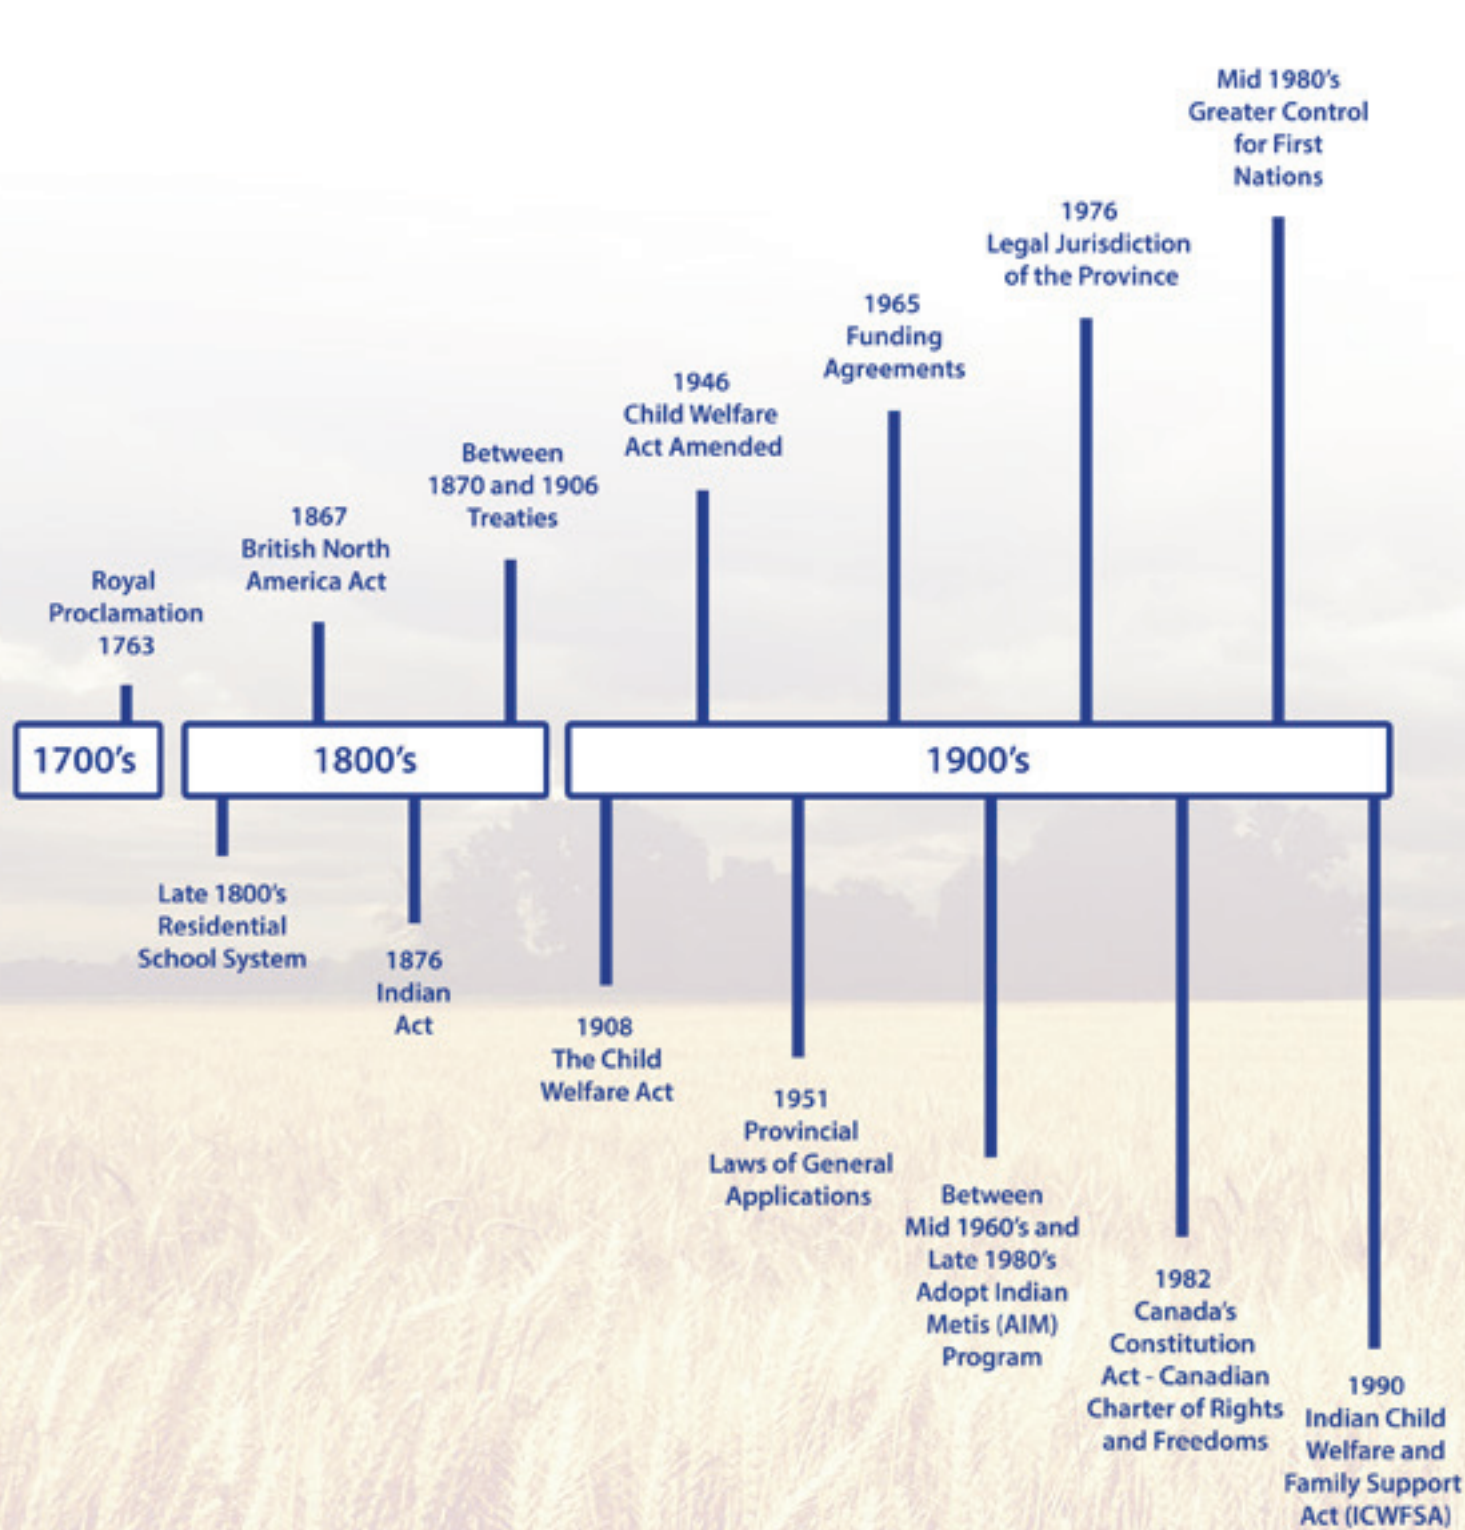 Mid 1980's
Greater Control
for First
Nations
1976
Legal Jurisdiction
of the Province
1965
Funding
Agreements
1946
Child Welfare
Act Amended
Between
1870 and 1906
Treaties
1867
British North
America Act
Royal
Proclamation
1763
1700's
1800's
1900's
Late 1800's
Residential
School System
1876
Indian
Act
1908
The Child
Welfare Act
1951
Provincial
Laws of General
Applications
Between
Mid 1960's and
Late 1980's
Adopt Indian
Metis (AIM)
Program
1982
Canada's
Constitution
Act - Canadian
Charter of Rights
and Freedoms
1990
Indian Child
Welfare and
Family Support
Act (ICWFSA)